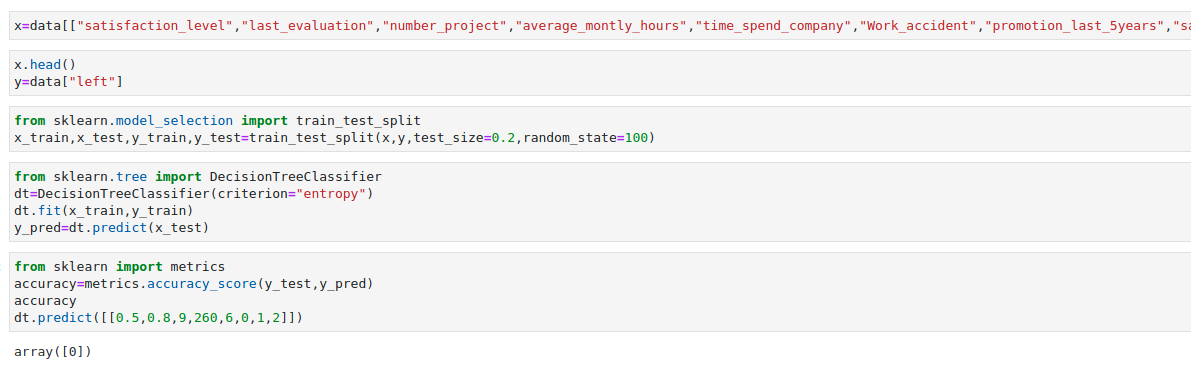 x=data[["satisfaction_level","last_evaluation","number_project","average_montly_hours","time_spend_company","Work_accident","promotion_last_5years","sa
x.head()
y=data["left"]
from sklearn.model_selection import train_test_split
x_train,x_test,y_train,y_test=train_test_split(x,y,test_size=0.2,random_state=100)
from sklearn.tree import DecisionTreeClassifier
dt=DecisionTreeClassifier(criterion="entropy")
dt.fit(x_train,y_train)
y_pred=dt.predict(x_test)
from sklearn import metrics
accuracy=metrics.accuracy_score(y_test,y_pred)
accuracy
dt.predict([[0.5,0.8,9,260,6,0,1,2]])
array([0])